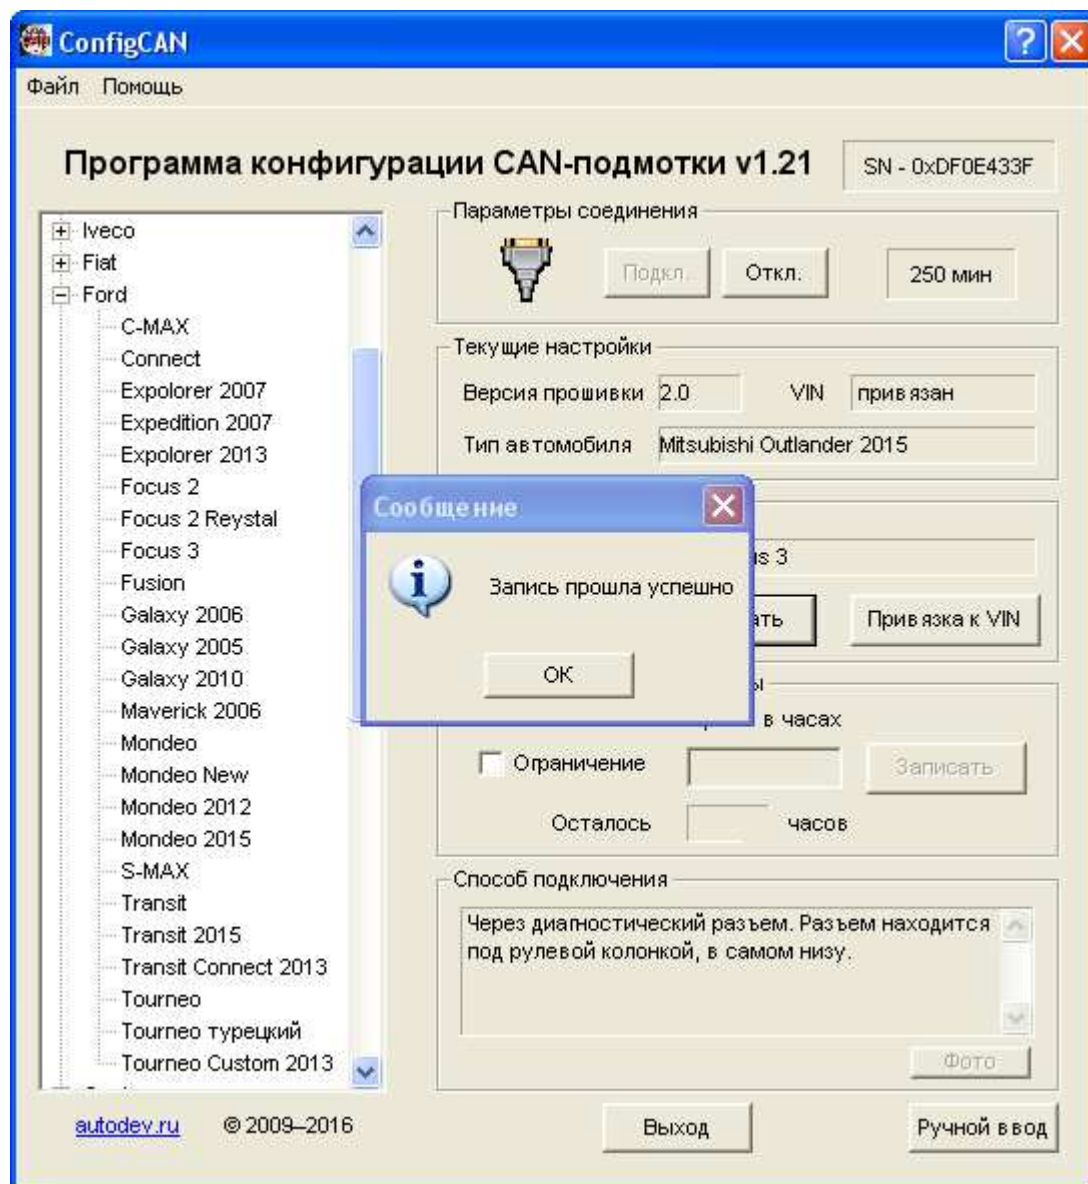 ConfigCAN
Файл Помощь
Программа конфигурации CAN-подмотки v1.21
SN - 0xDF0E433F
Iveco
Fiat
Ford
C-MAX
Connect
Expolorer 2007
Expedition 2007
Expolorer 2013
Focus 2
Focus 2 Reystal
Focus 3
Fusion
Galaxy 2006
Galaxy 2005
Galaxy 2010
Maverick 2006
Mondeo
Mondeo New
Mondeo 2012
Mondeo 2015
S-MAX
Transit
Transit 2015
Transit Connect 2013
Tourneo
Tourneo турецкий
Tourneo Custom 2013
Параметры соединения
Подкл. Откл. 250 мин
Текущие настройки
Версия прошивки 2.0 VIN привязан
Тип автомобиля Mitsubishi Outlander 2015
Сообщение
Запись прошла успешно
OK
3
Привязка к VIN
в часах
Ограничение Записать
Осталось часов
Способ подключения
Через диагностический разъем. Разъем находится
под рулевой колонкой, в самом низу.
Фото
autodev.ru © 2009–2016
Выход Ручной ввод